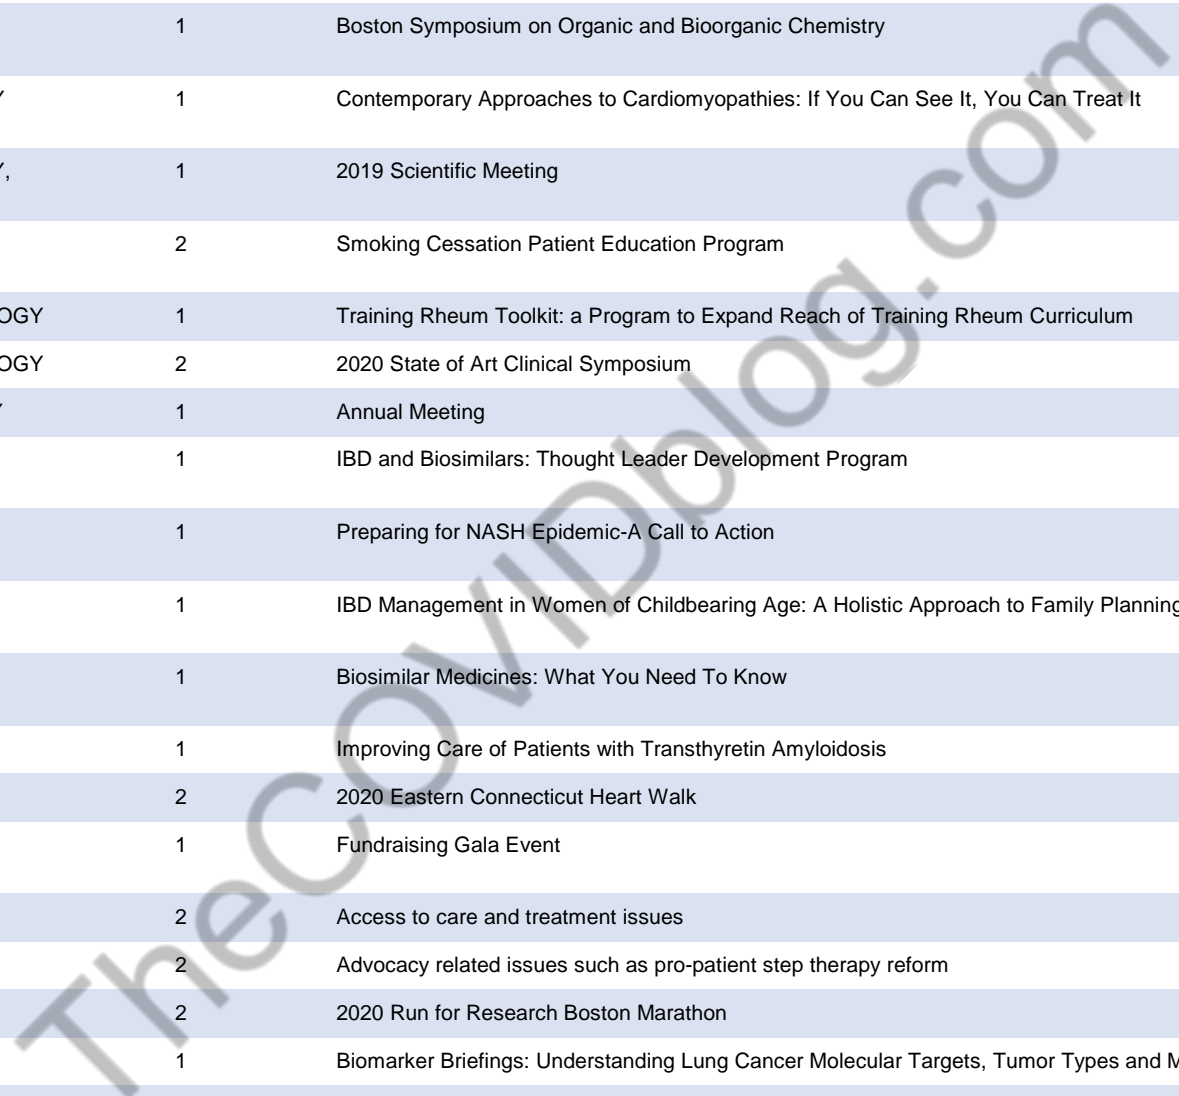 1 Boston Symposium on Organic and Bioorganic Chemistry
Y 1 Contemporary Approaches to Cardiomyopathies: If You Can See It, You Can Treat It
Y, 1 2019 Scientific Meeting
2 Smoking Cessation Patient Education Program
OGY 1 Training Rheum Toolkit: a Program to Expand Reach of Training Rheum Curriculum
OGY 2 2020 State of Art Clinical Symposium
Y 1 Annual Meeting
1 IBD and Biosimilars: Thought Leader Development Program
1 Preparing for NASH Epidemic-A Call to Action
1 IBD Management in Women of Childbearing Age: A Holistic Approach to Family Planning
1 Biosimilar Medicines: What You Need To Know
1 Improving Care of Patients with Transthyretin Amyloidosis
2 2020 Eastern Connecticut Heart Walk
1 Fundraising Gala Event
2 Access to care and treatment issues
2 Advocacy related issues such as pro-patient step therapy reform
2 2020 Run for Research Boston Marathon
1 Biomarker Briefings: Understanding Lung Cancer Molecular Targets, Tumor Types and M
TheCOVIDblog.com